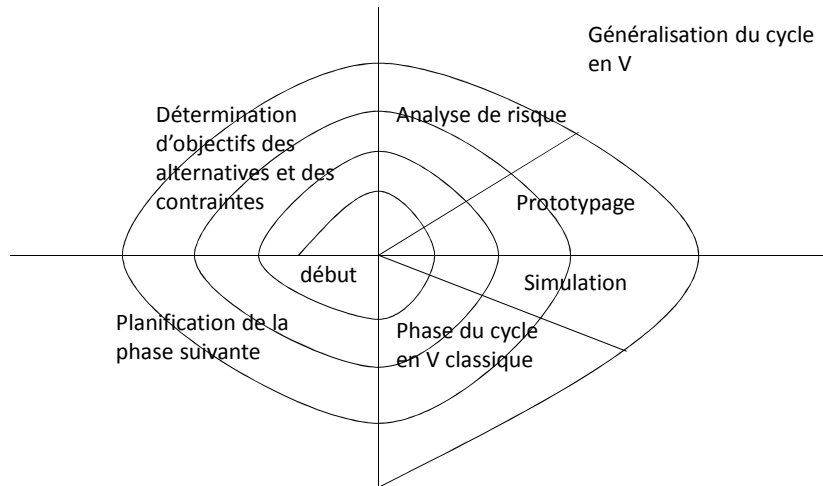 Généralisation du cycle
en V
Détermination
d'objectifs des
alternatives et des
contraintes
Analyse de risque
Prototypage
début
Simulation
Planification de la
phase suivante
Phase du cycle
en V classique